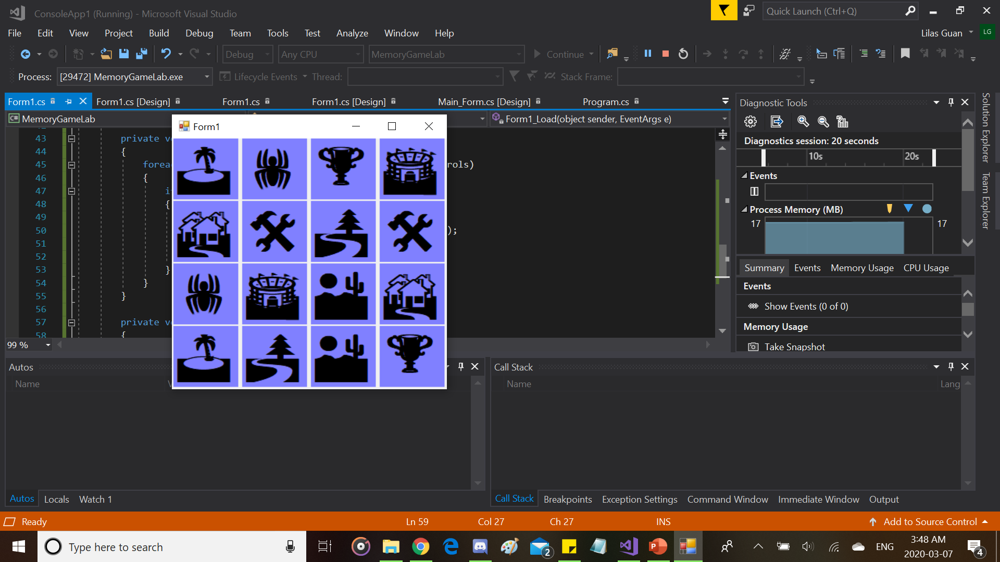 ConsoleApp1 (Running) - Microsoft Visual Studio
Quick Launch (Ctrl+Q)
File Edit View Project Build Debug Team Tools Test Analyze Window Help
Lilas Guan LG
Debug Any CPU MemoryGameLab Continue
Process: [29472] MemoryGameLab.exe Lifecycle Events Thread: Stack Frame:
Form1.cs Form1.cs [Design] Form1.cs Form1.cs [Design] Main_Form.cs [Design] Program.cs
C# MemoryGameLab
Form1_Load(object sender, EventArgs e)
Form1
43 private
44 {
45 rols)
46 {
47
48 {
49
50 );
51
52
53 }
54 }
55 }
56
57 private
58 {
99 %
Diagnostic Tools
Diagnostics session: 20 seconds
10s 20s
Events
Process Memory (MB)
17 17
Summary Events Memory Usage CPU Usage
Events
Show Events (0 of 0)
Memory Usage
Take Snapshot
Solution Explorer
Team Explorer
Autos
Name
Autos Locals Watch 1
Call Stack
Name Lang
Call Stack Breakpoints Exception Settings Command Window Immediate Window Output
Ready Ln 59 Col 27 Ch 27 INS Add to Source Control
Type here to search
2
ENG
3:48 AM
2020-03-07
4